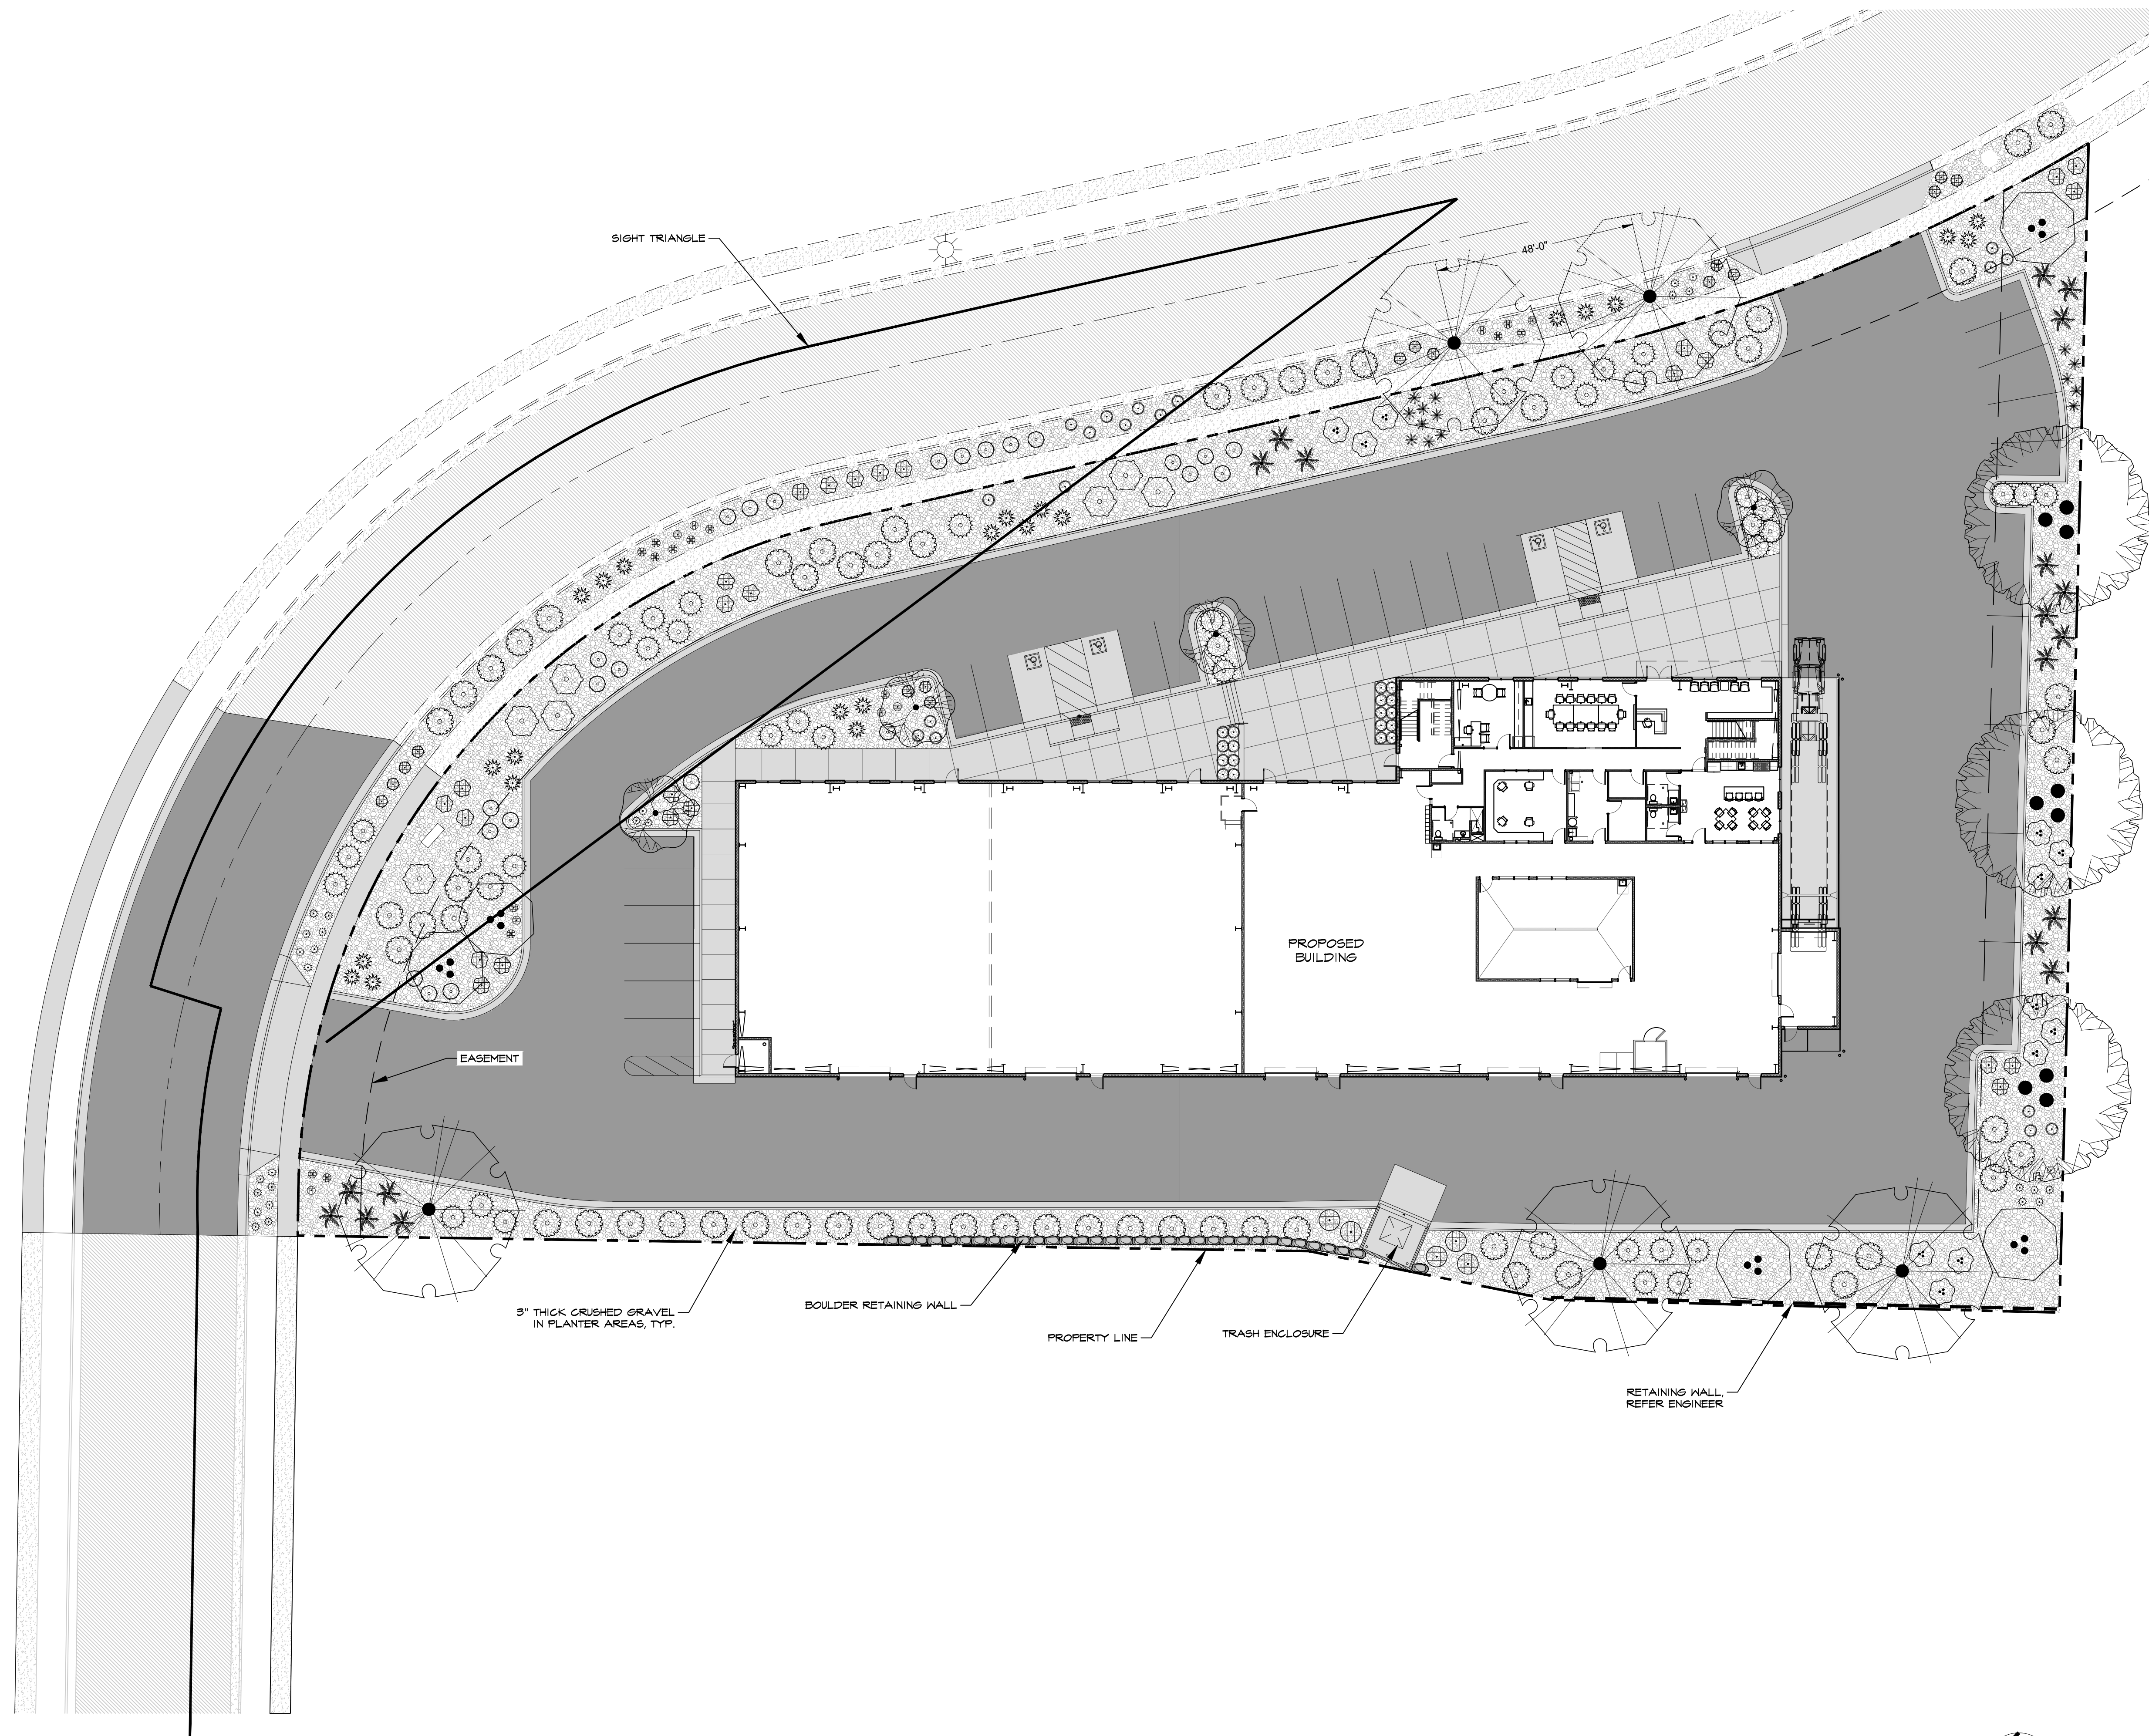 SIGHT TRIANGLE
48'-0"
PROPOSED
BUILDING
EASEMENT
3" THICK CRUSHED GRAVEL
IN PLANTER AREAS, TYP.
BOULDER RETAINING WALL
PROPERTY LINE
TRASH ENCLOSURE
RETAINING WALL,
REFER ENGINEER